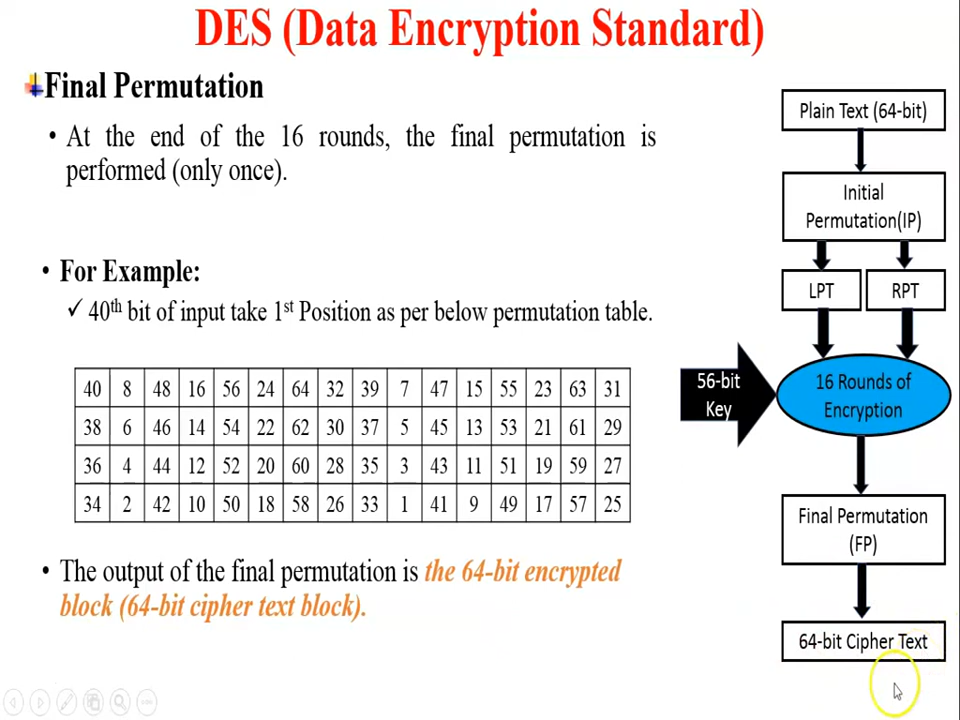 DES (Data Encryption Standard)
Final Permutation
• At the end of the 16 rounds, the final permutation is
performed (only once).
• For Example:
✓ 40th bit of input take 1st Position as per below permutation table.
40 8 48 16 56 24 64 32 39 7 47 15 55 23 63 31
38 6 46 14 54 22 62 30 37 5 45 13 53 21 61 29
36 4 44 12 52 20 60 28 35 3 43 11 51 19 59 27
34 2 42 10 50 18 58 26 33 1 41 9 49 17 57 25
• The output of the final permutation is the 64-bit encrypted
block (64-bit cipher text block).
Plain Text (64-bit)
Initial
Permutation(IP)
LPT
RPT
56-bit
Key
16 Rounds of
Encryption
Final Permutation
(FP)
64-bit Cipher Text